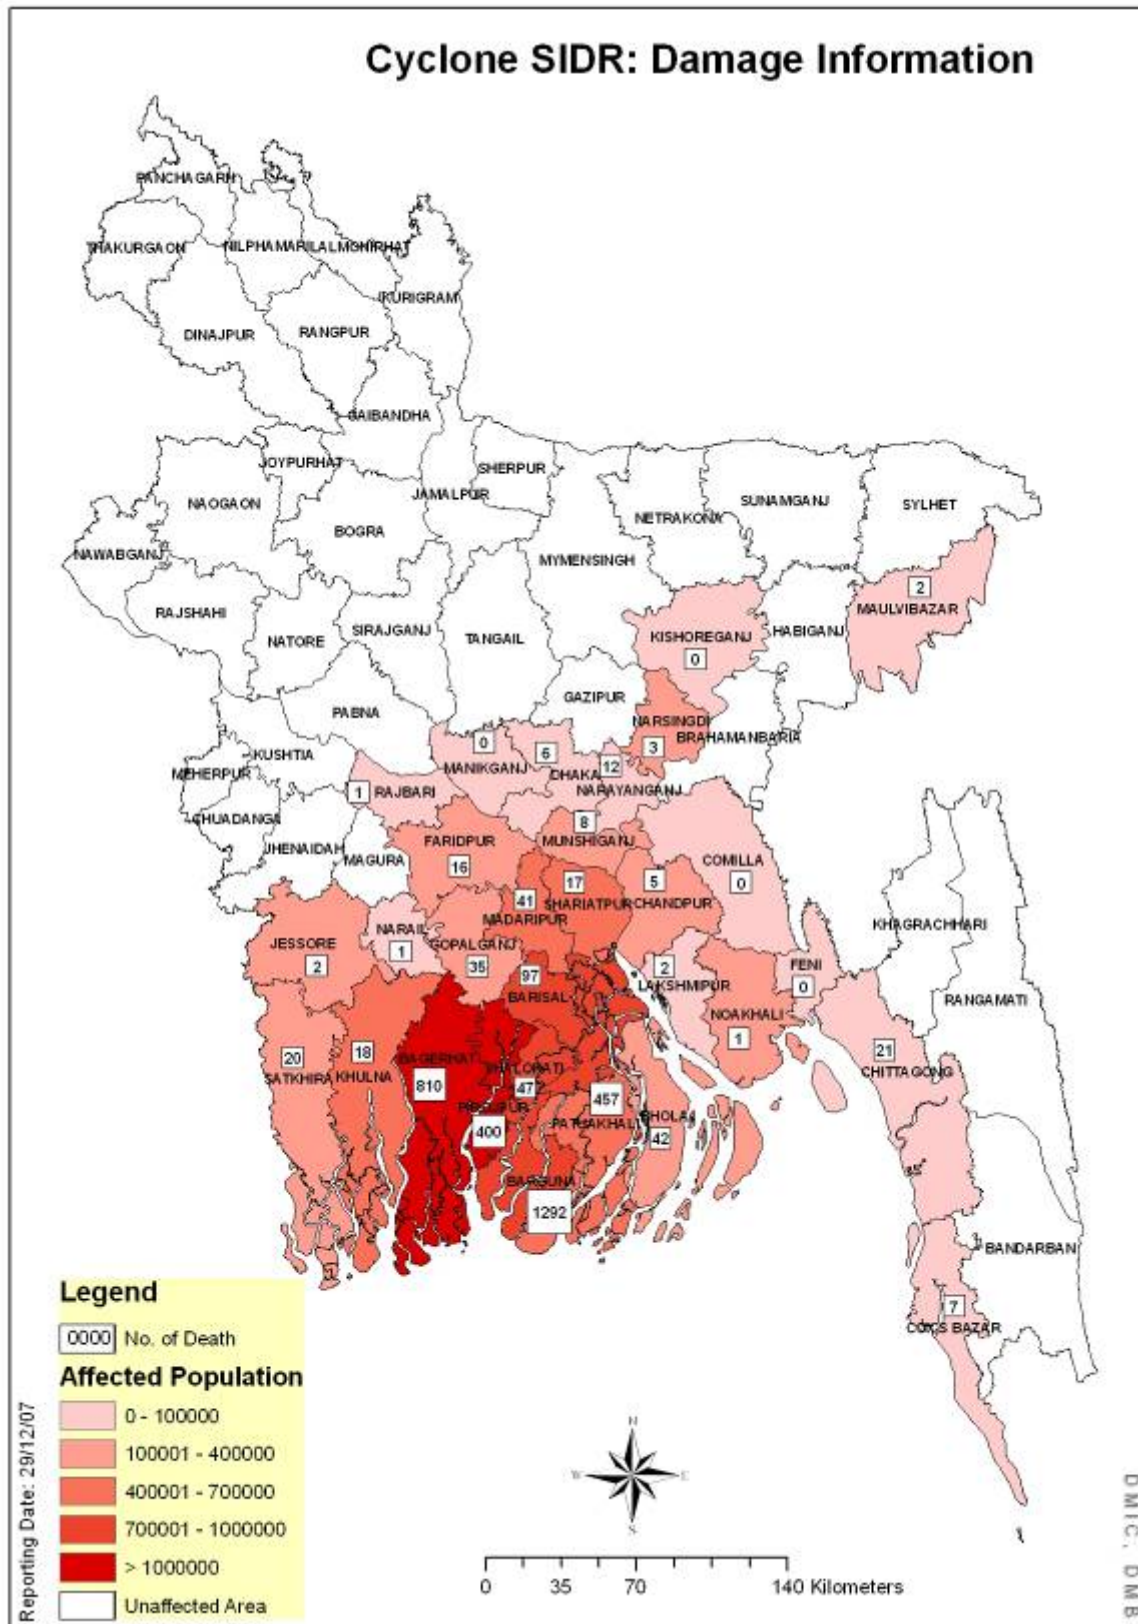 Cyclone SIDR: Damage Information
PANCHAGARH
THAKURGAON
NILPHAMARI
LALMONIRHAT
KURIGRAM
DINAJPUR
RANGPUR
GAIBANDHA
JOYPURHAT
SHERPUR
JAMALPUR
NAOGAON
BOGRA
NETRAKONA
SUNAMGANJ
SYLHET
NAWABGANJ
MYMENSINGH
2
MAULVIBAZAR
RAJSHAHI
NATORE
SIRAJGANJ
TANGAIL
KISHOREGANJ
0
HABIGANJ
GAZIPUR
PABNA
NARSINGDI
3
BRAHAMANBARIA
KUSHTIA
0
MANIKGANJ
6
DHAKA
12
NARAYANGANJ
MEHERPUR
1
RAJBARI
CHUADANGA
8
MUNSHIGANJ
JHENAIDAH
MAGURA
FARIDPUR
16
COMILLA
0
17
SHARIATPUR
5
CHANDPUR
41
MADARIPUR
KHAGRACHHARI
JESSORE
2
NARAIL
1
GOPALGANJ
35
97
BARISAL
2
LAKSHMIPUR
FENI
0
NOAKHALI
1
RANGAMATI
20
SATKHIRA
18
KHULNA
BAGERHAT
810
47
400
457
PATUAKHALI
BHOLA
42
21
CHITTAGONG
BARGUNA
1292
BANDARBAN
7
COXS BAZAR
Legend
0000 No. of Death
Affected Population
0 - 100000
100001 - 400000
400001 - 700000
700001 - 1000000
> 1000000
Unaffected Area
Reporting Date: 29/12/07
N
W E
S
0 35 70 140 Kilometers
DMIC, DMB